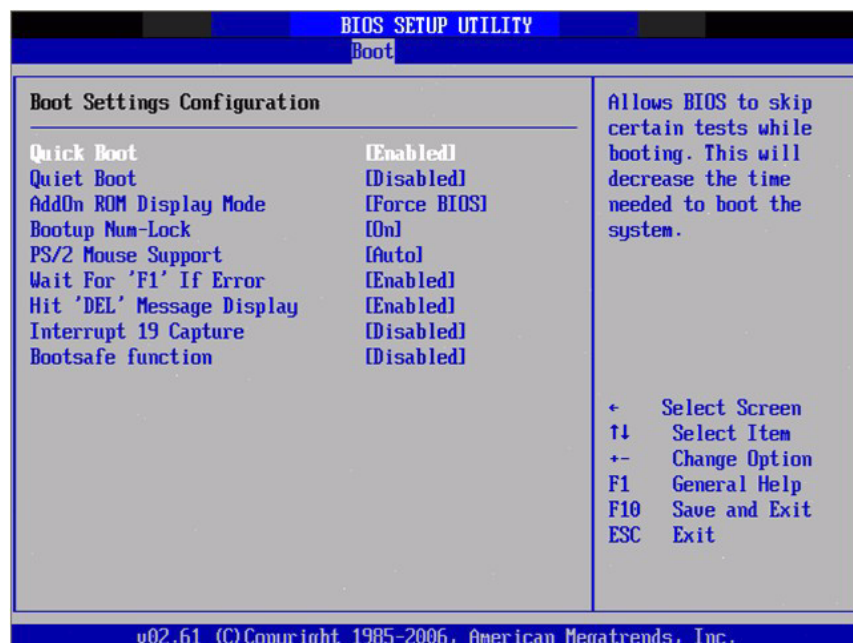 BIOS SETUP UTILITY
Boot
Boot Settings Configuration
Quick Boot [Enabled]
Quiet Boot [Disabled]
AddOn ROM Display Mode [Force BIOS]
Bootup Num-Lock [On]
PS/2 Mouse Support [Auto]
Wait For 'F1' If Error [Enabled]
Hit 'DEL' Message Display [Enabled]
Interrupt 19 Capture [Disabled]
Bootsafe function [Disabled]
Allows BIOS to skip
certain tests while
booting. This will
decrease the time
needed to boot the
system.
← Select Screen
↑↓ Select Item
+- Change Option
F1 General Help
F10 Save and Exit
ESC Exit
v02.61 (C)Copyright 1985-2006, American Megatrends, Inc.